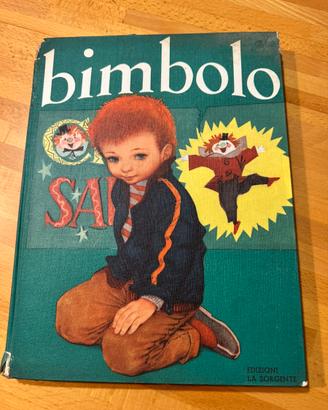 bimbolo
SA
EDIZIONI
LA SORGENTE